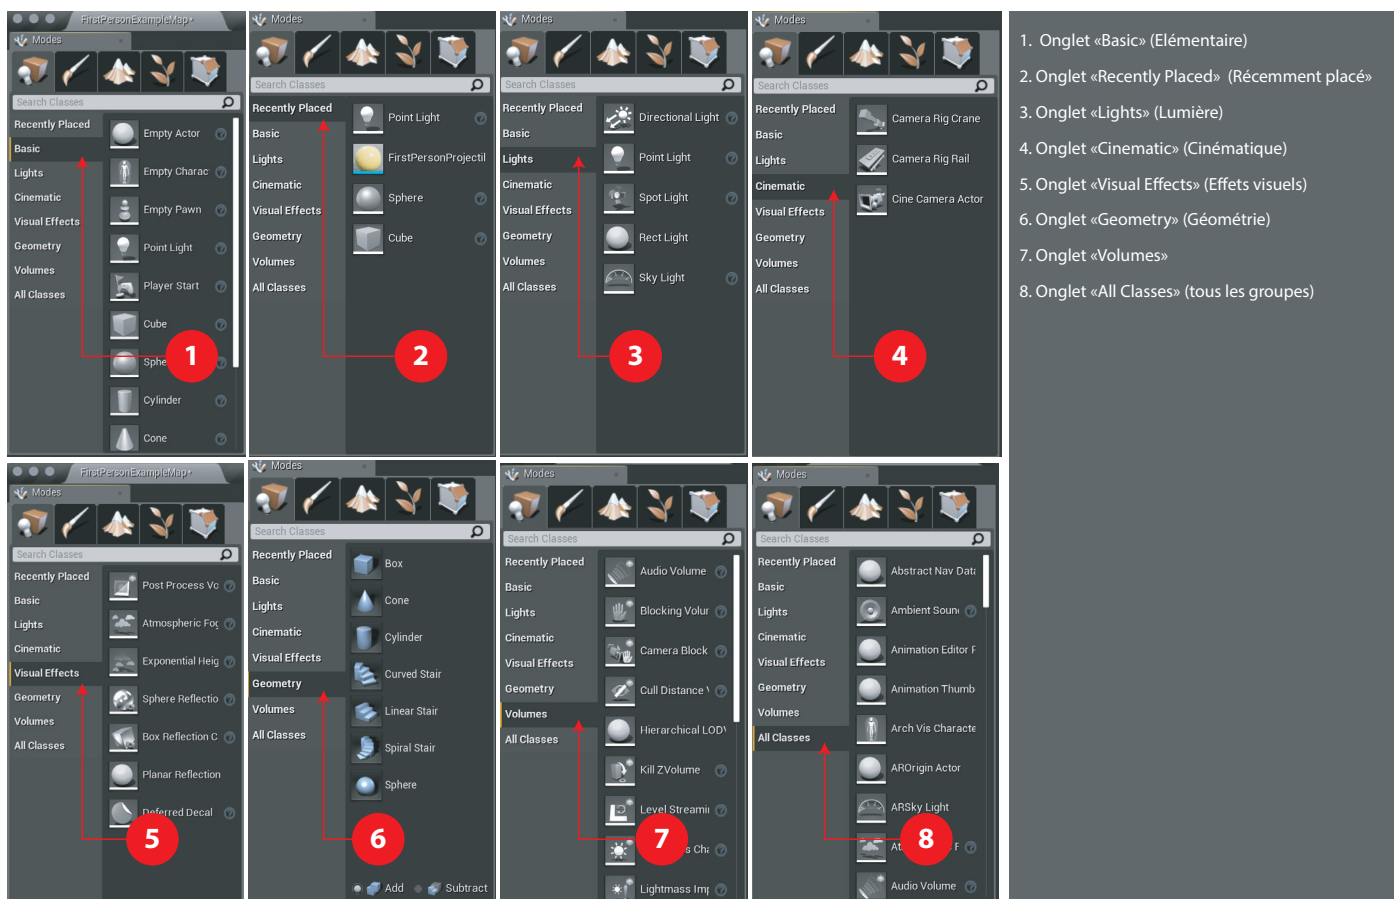 FirstPersonExampleMap•
Modes
Search Classes
Recently Placed
Basic
Lights
Cinematic
Visual Effects
Geometry
Volumes
All Classes
Empty Actor
Empty Charac
Empty Pawn
Point Light
Player Start
Cube
Sphe
Cylinder
Cone
1
Modes
Search Classes
Recently Placed
Basic
Lights
Cinematic
Visual Effects
Geometry
Volumes
All Classes
Point Light
FirstPersonProjectil
Sphere
Cube
2
Modes
Search Classes
Recently Placed
Basic
Lights
Cinematic
Visual Effects
Geometry
Volumes
All Classes
Directional Light
Point Light
Spot Light
Rect Light
Sky Light
3
Modes
Search Classes
Recently Placed
Basic
Lights
Cinematic
Visual Effects
Geometry
Volumes
All Classes
Camera Rig Crane
Camera Rig Rail
Cine Camera Actor
4
1. Onglet «Basic» (Elémentaire)
2. Onglet «Recently Placed» (Récemment placé»
3. Onglet «Lights» (Lumière)
4. Onglet «Cinematic» (Cinématique)
5. Onglet «Visual Effects» (Effets visuels)
6. Onglet «Geometry» (Géométrie)
7. Onglet «Volumes»
8. Onglet «All Classes» (tous les groupes)
FirstPersonExampleMap•
Modes
Search Classes
Recently Placed
Basic
Lights
Cinematic
Visual Effects
Geometry
Volumes
All Classes
Post Process Vo
Atmospheric Fog
Exponential Heig
Sphere Reflectio
Box Reflection C
Planar Reflection
Deferred Decal
5
Modes
Search Classes
Recently Placed
Basic
Lights
Cinematic
Visual Effects
Geometry
Volumes
All Classes
Box
Cone
Cylinder
Curved Stair
Linear Stair
Spiral Stair
Sphere
6
Add Subtract
Modes
Search Classes
Recently Placed
Basic
Lights
Cinematic
Visual Effects
Geometry
Volumes
All Classes
Audio Volume
Blocking Volur
Camera Block
Cull Distance
Hierarchical LOD
Kill ZVolume
Level Streami
s Cha
Lightmass Imp
7
Modes
Search Classes
Recently Placed
Basic
Lights
Cinematic
Visual Effects
Geometry
Volumes
All Classes
Abstract Nav Data
Ambient Soun
Animation Editor P
Animation Thumb
Arch Vis Characte
AROrigin Actor
ARSky Light
At F
Audio Volume
8